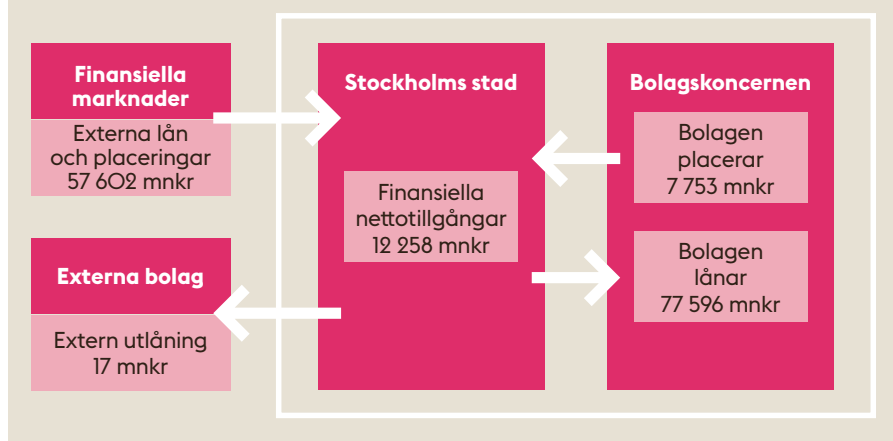 Finansiella
marknader
Externa lån
och placeringar
57 602 mnkr
Externa bolag
Extern utlåning
17 mnkr
Stockholms stad
Finansiella
nettotillgångar
12 258 mnkr
Bolagskoncernen
Bolagen
placerar
7 753 mnkr
Bolagen
lånar
77 596 mnkr